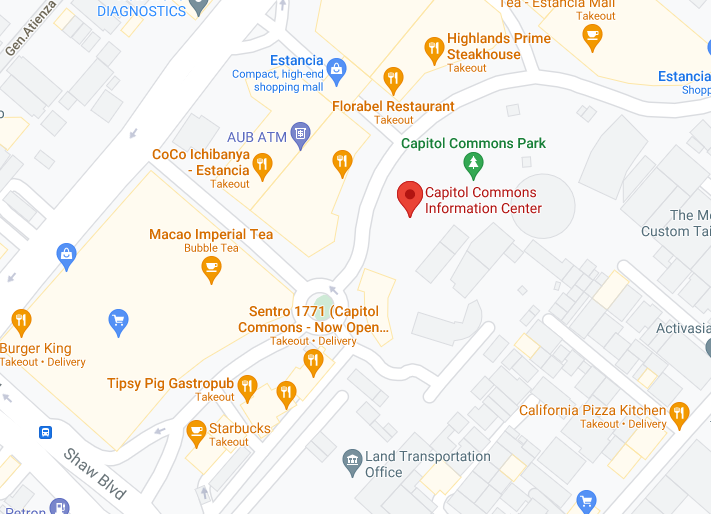 DIAGNOSTICS
Gen.Atienza
Tea - Estancia Mall
Takeout
Highlands Prime
Steakhouse
Takeout
Estancia
Compact, high-end
shopping mall
Estancia
Shopp
Florabel Restaurant
Takeout
AUB ATM
Capitol Commons Park
CoCo Ichibanya
- Estancia
Takeout
Capitol Commons
Information Center
The Me
Custom Tai
Macao Imperial Tea
Bubble Tea
Sentro 1771 (Capitol
Commons - Now Open...
Takeout • Delivery
Activasia
Burger King
Takeout • Delivery
Tipsy Pig Gastropub
Takeout
California Pizza Kitchen
Takeout • Delivery
Starbucks
Takeout
Land Transportation
Office
Shaw Blvd
Petron